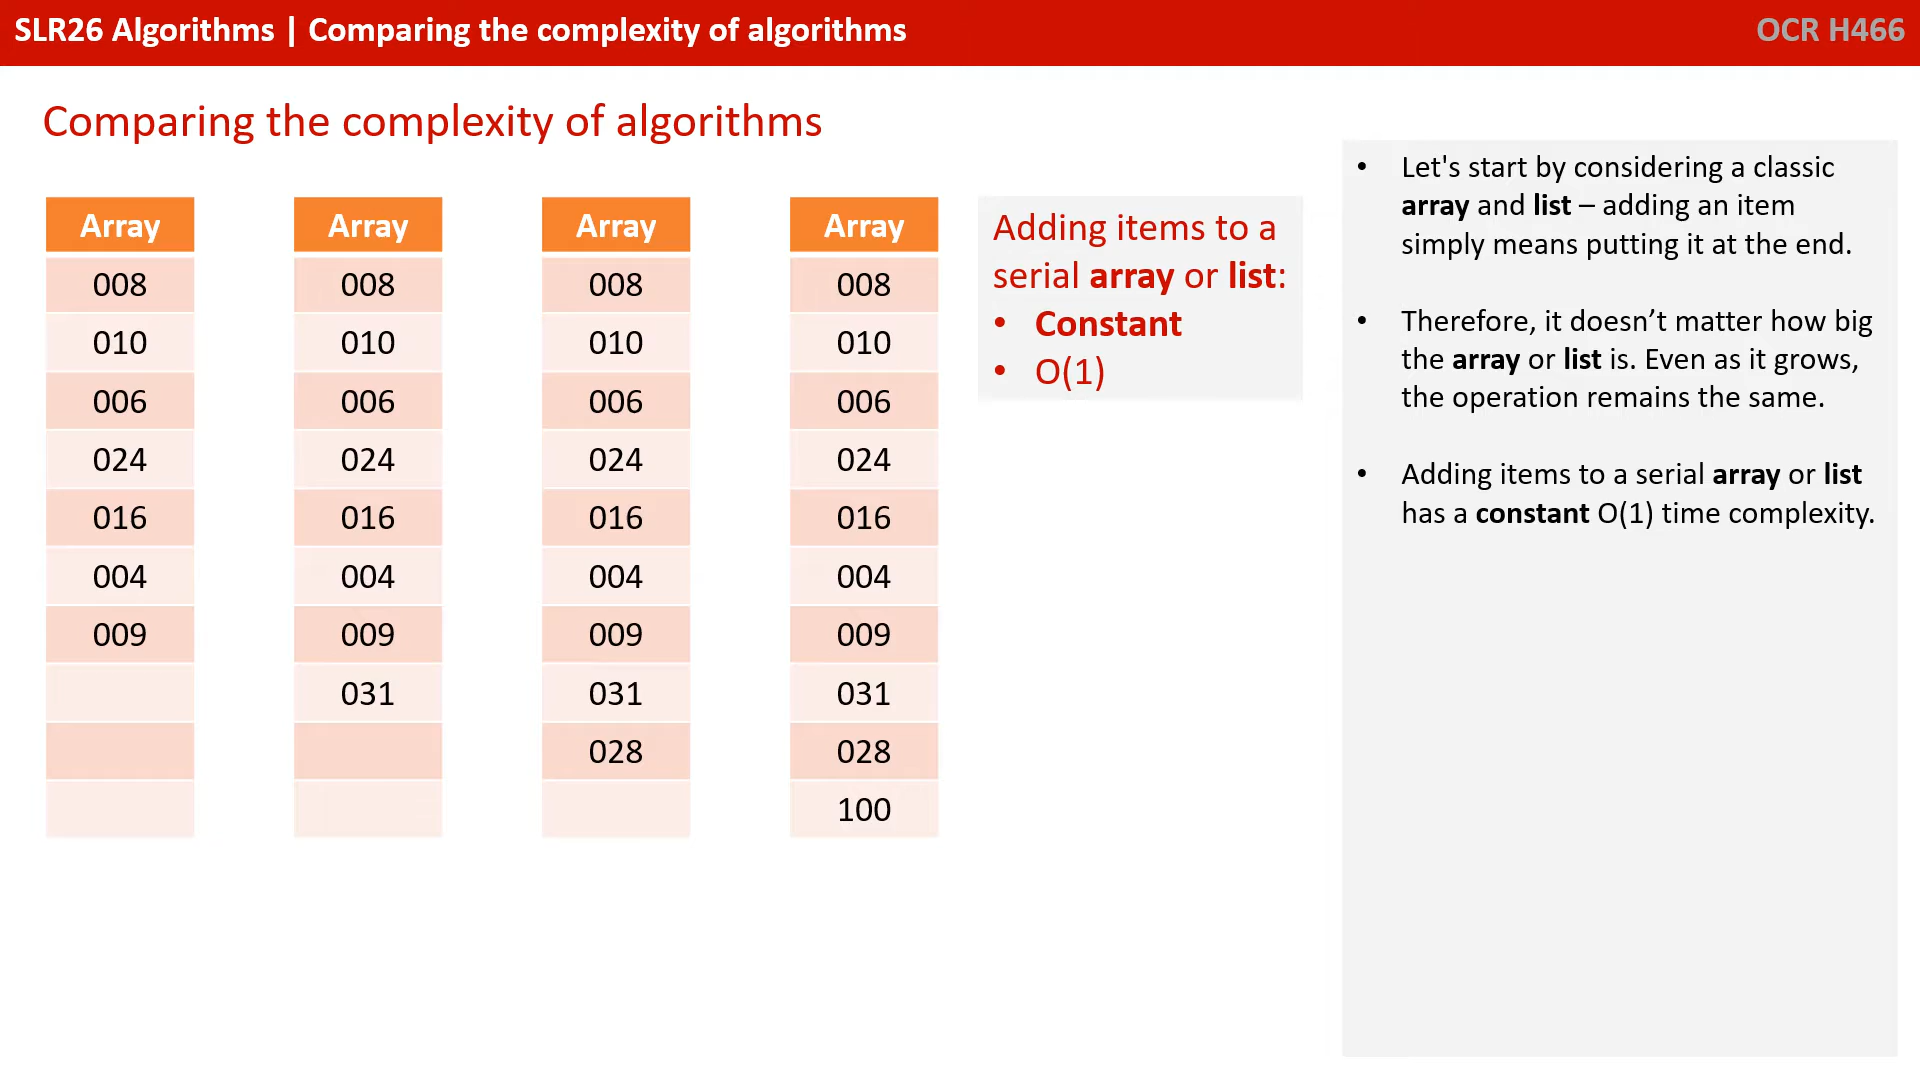 SLR26 Algorithms | Comparing the complexity of algorithms
OCR H466
Comparing the complexity of algorithms
Array
008
010
006
024
016
004
009
Array
008
010
006
024
016
004
009
031
Array
008
010
006
024
016
004
009
031
028
Array
008
010
006
024
016
004
009
031
028
100
Adding items to a
serial array or list:
• Constant
• O(1)
• Let's start by considering a classic
array and list – adding an item
simply means putting it at the end.
• Therefore, it doesn’t matter how big
the array or list is. Even as it grows,
the operation remains the same.
• Adding items to a serial array or list
has a constant O(1) time complexity.